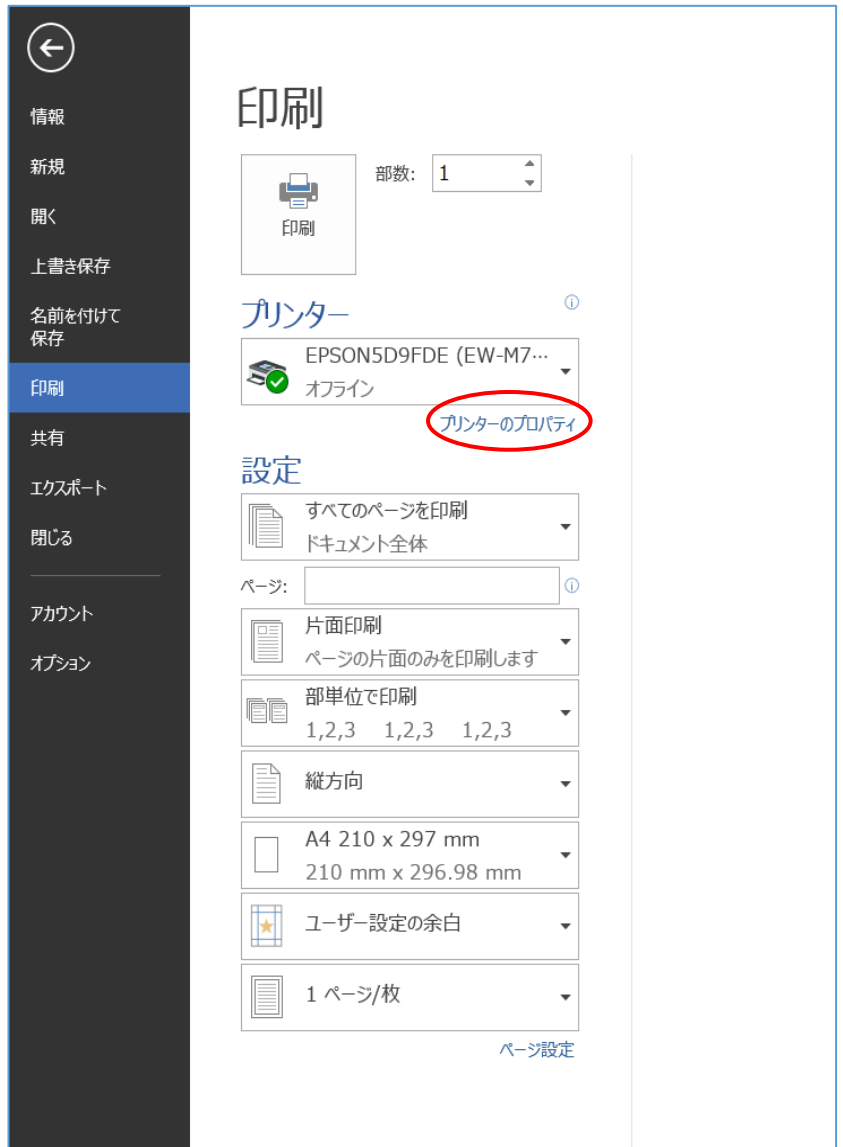 情報
新規
開く
上書き保存
名前を付けて
保存
印刷
共有
エクスポート
閉じる
アカウント
オプション
印刷
印刷
部数: 1
プリンター
EPSON5D9FDE (EW-M7…
オフライン
プリンターのプロパティ
設定
すべてのページを印刷
ドキュメント全体
ページ:
片面印刷
ページの片面のみを印刷します
部単位で印刷
1,2,3 1,2,3 1,2,3
縦方向
A4 210 x 297 mm
210 mm x 296.98 mm
ユーザー設定の余白
1 ページ/枚
ページ設定